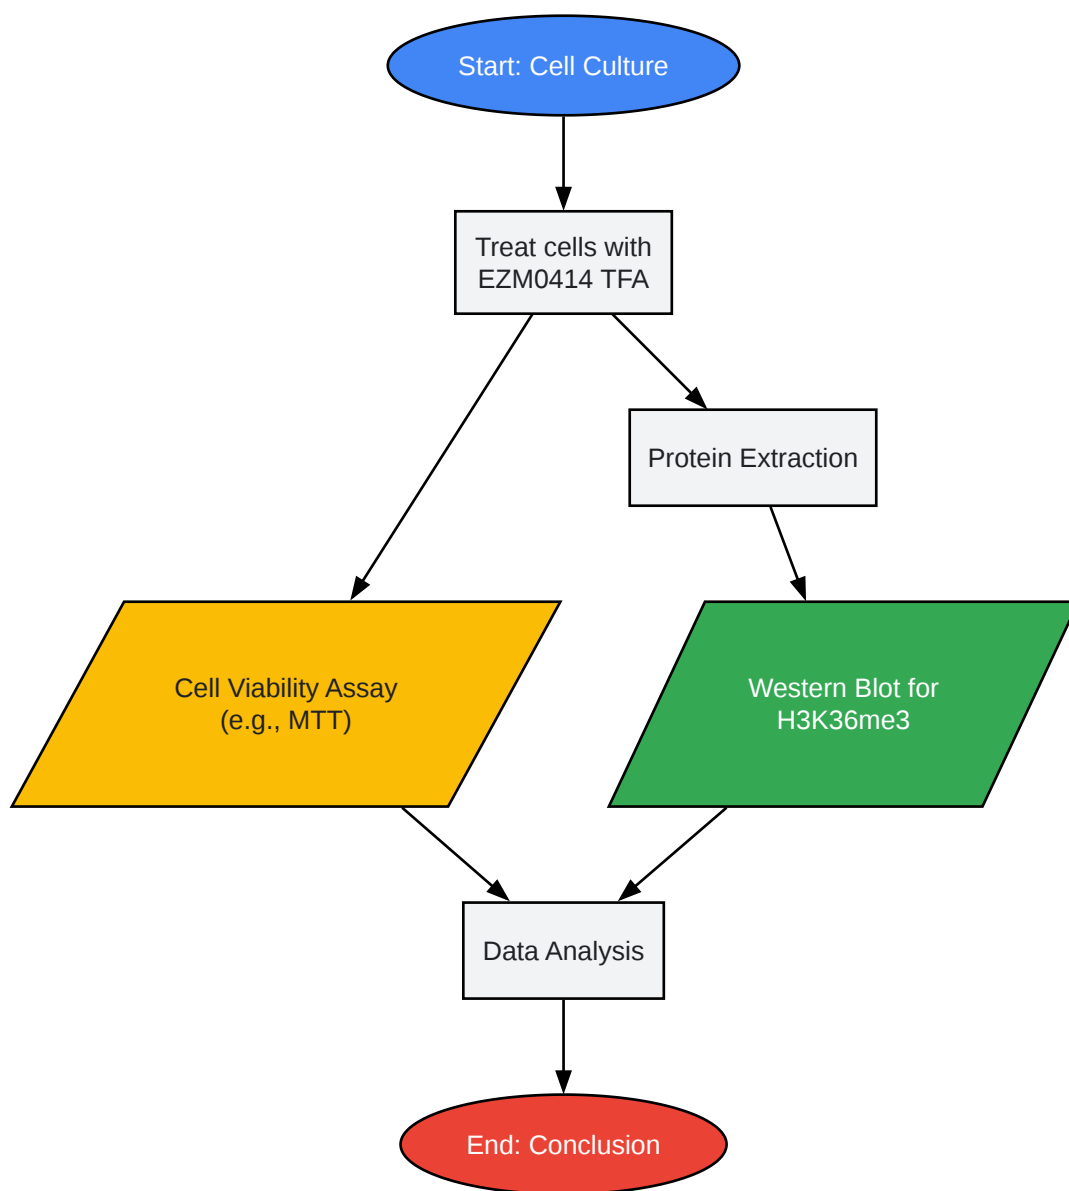 Start: Cell Culture
Treat cells with
EZM0414 TFA
Protein Extraction
Cell Viability Assay
(e.g., MTT)
Western Blot for
H3K36me3
Data Analysis
End: Conclusion